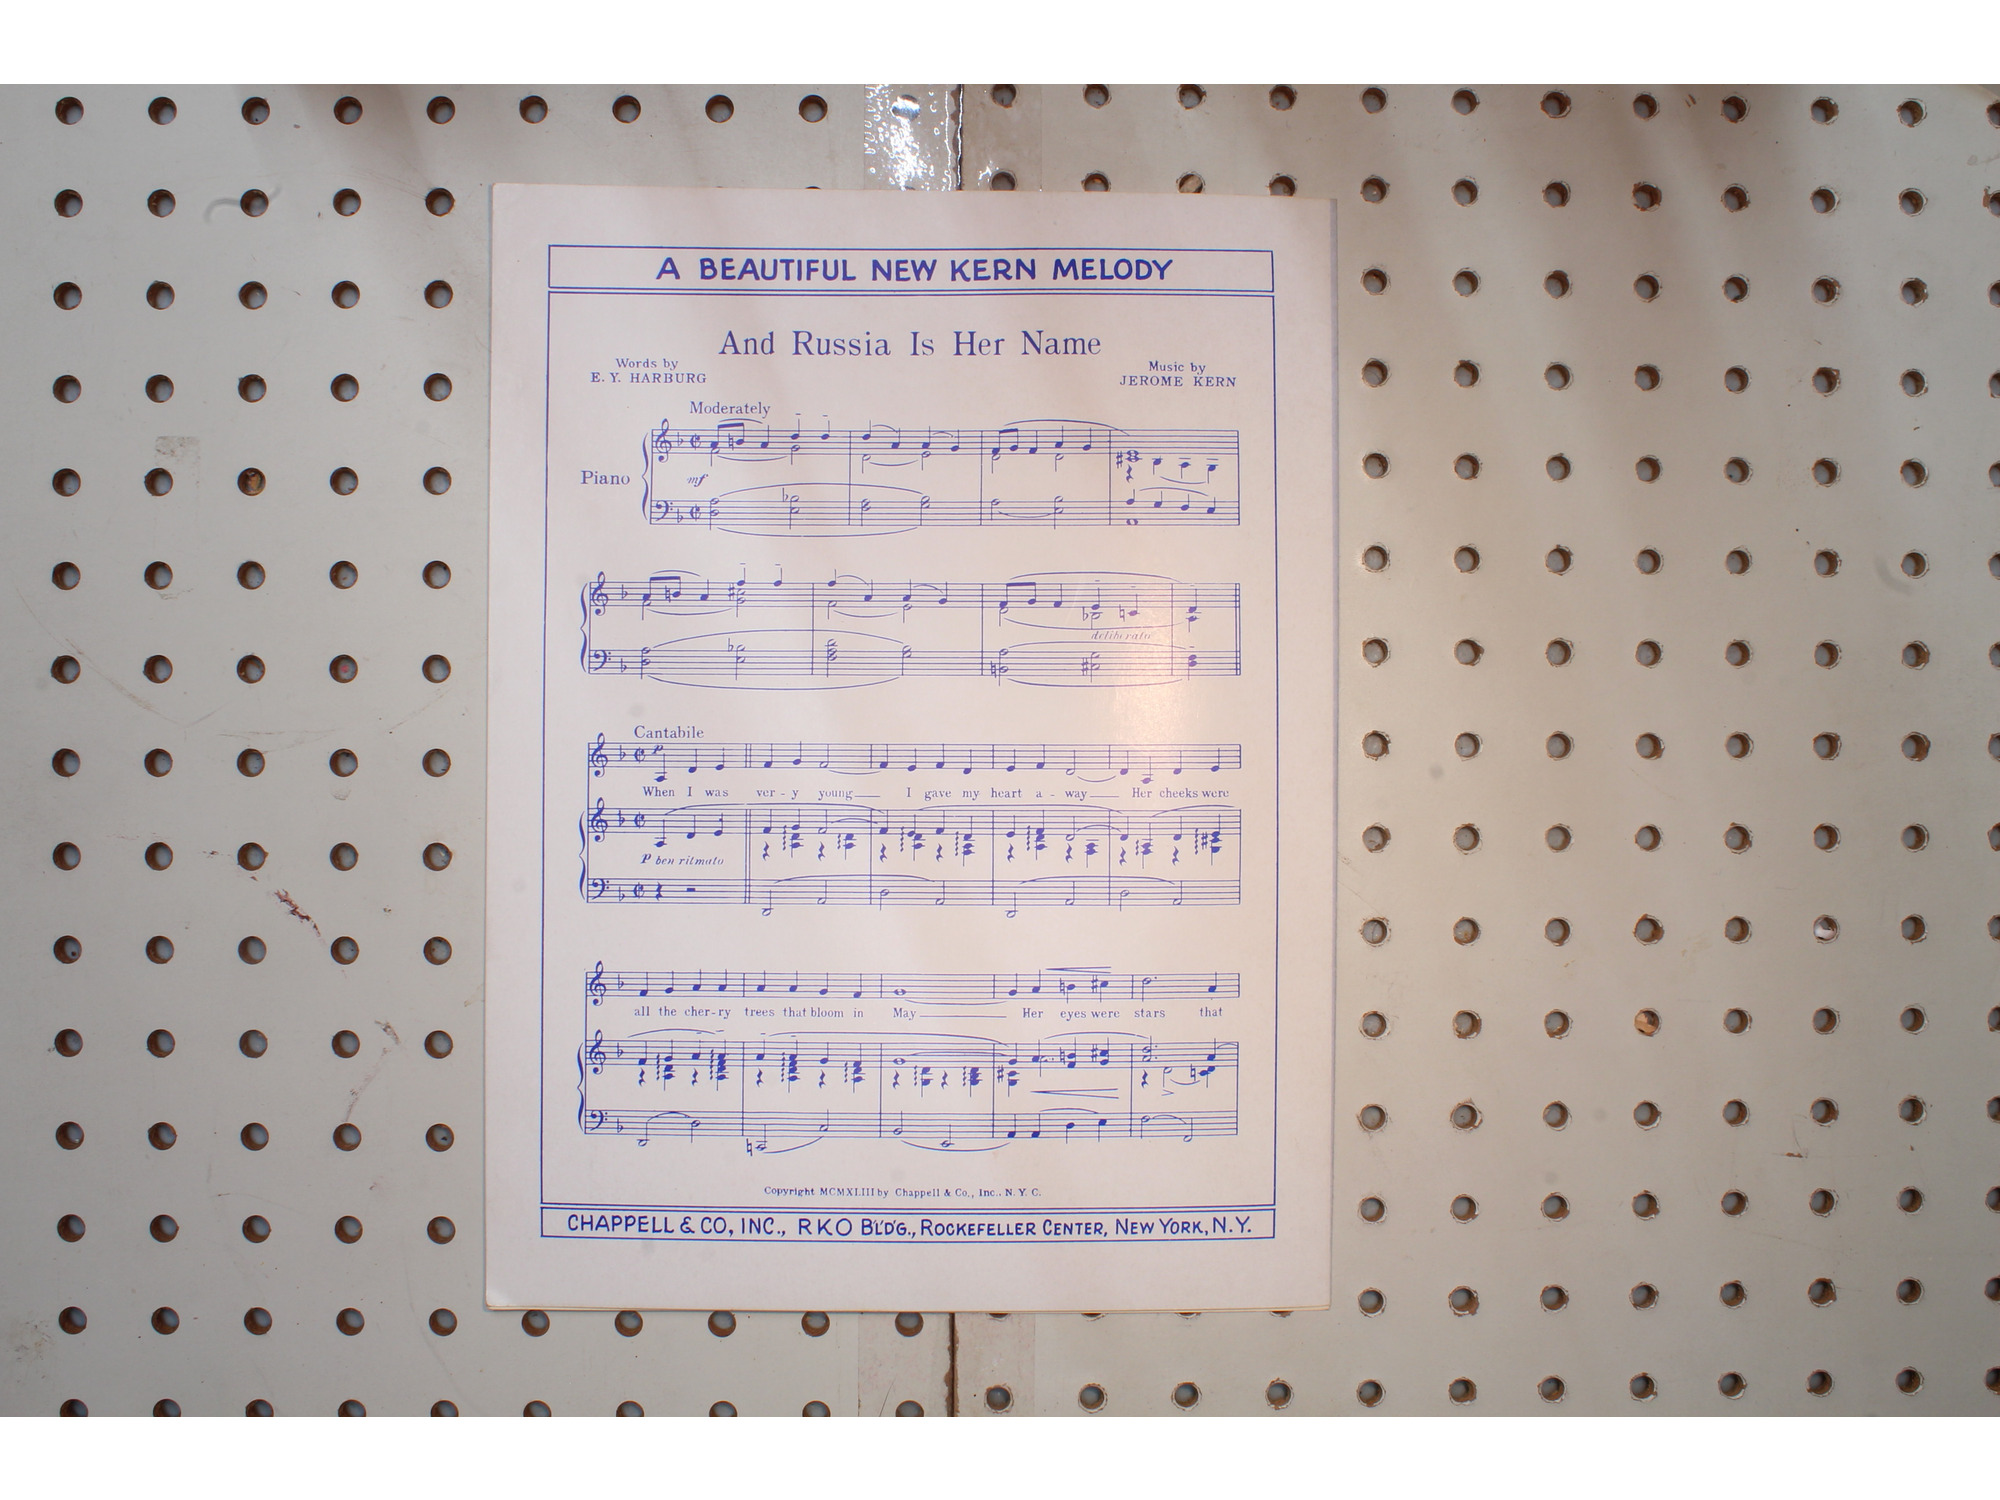 A BEAUTIFUL NEW KERN MELODY
And Russia Is Her Name
Words by
E. Y. HARBURG
Music by
JEROME KERN
Moderately
Piano
mf
deliberato
Cantabile
p
When I was ver - y young I gave my heart a - way Her cheeks were
p ben ritmato
all the cher-ry trees that bloom in May Her eyes were stars that
Copyright MCMXLIII by Chappell & Co., Inc., N. Y. C.
CHAPPELL & CO, INC., RKO BL'D'G., ROCKEFELLER CENTER, NEW YORK, N.Y.